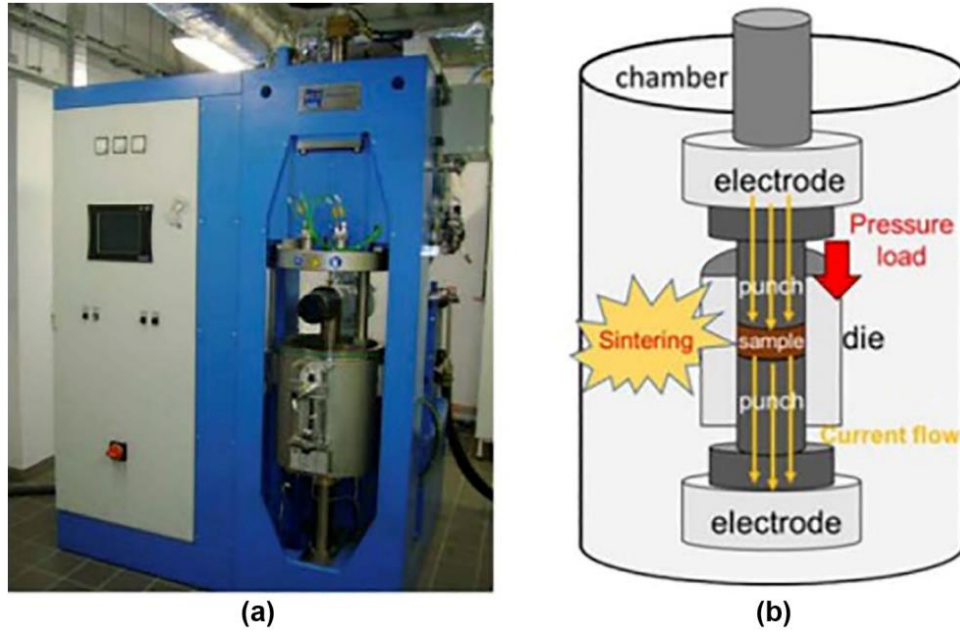 chamber
electrode
Pressure
load
punch
sample
Sintering
die
punch
Current flow
electrode
(a)
(b)